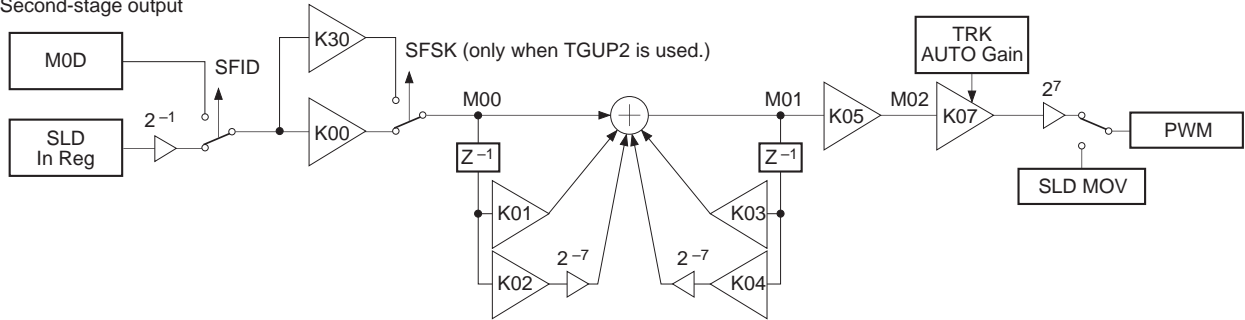 Second-stage output
M0D
SFID
2 –1
SLD
In Reg
K30
K00
SFSK (only when TGUP2 is used.)
M00
Z –1
K01
K02
2 –7
M01
Z –1
K03
K04
2 –7
K05
M02
TRK
AUTO Gain
K07
2 7
PWM
SLD MOV